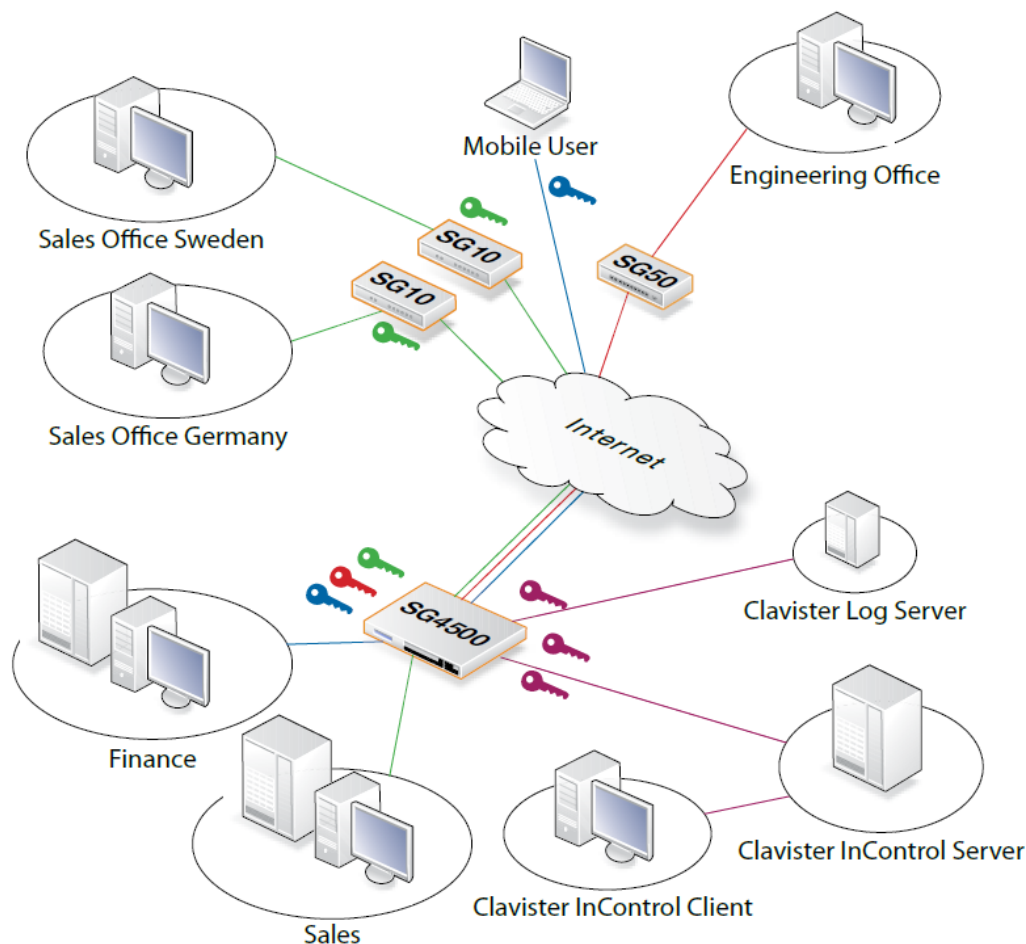 Mobile User
Engineering Office
Sales Office Sweden
SG10
SG50
SG10
Sales Office Germany
Internet
Clavister Log Server
SG4500
Finance
Clavister InControl Server
Clavister InControl Client
Sales